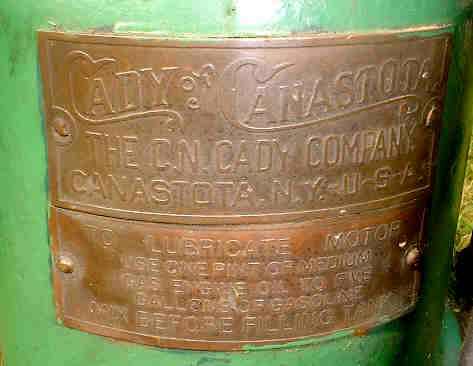 CADY OF CANASTOTA
THE C.N. CADY COMPANY
CANASTOTA. N.Y. U-S-A-
TO LUBRICATE MOTOR
USE ONE PINT OF MEDIUM
GAS ENGINE OIL TO FIVE
GALLONS OF GASOLINE
MIX BEFORE FILLING TANK